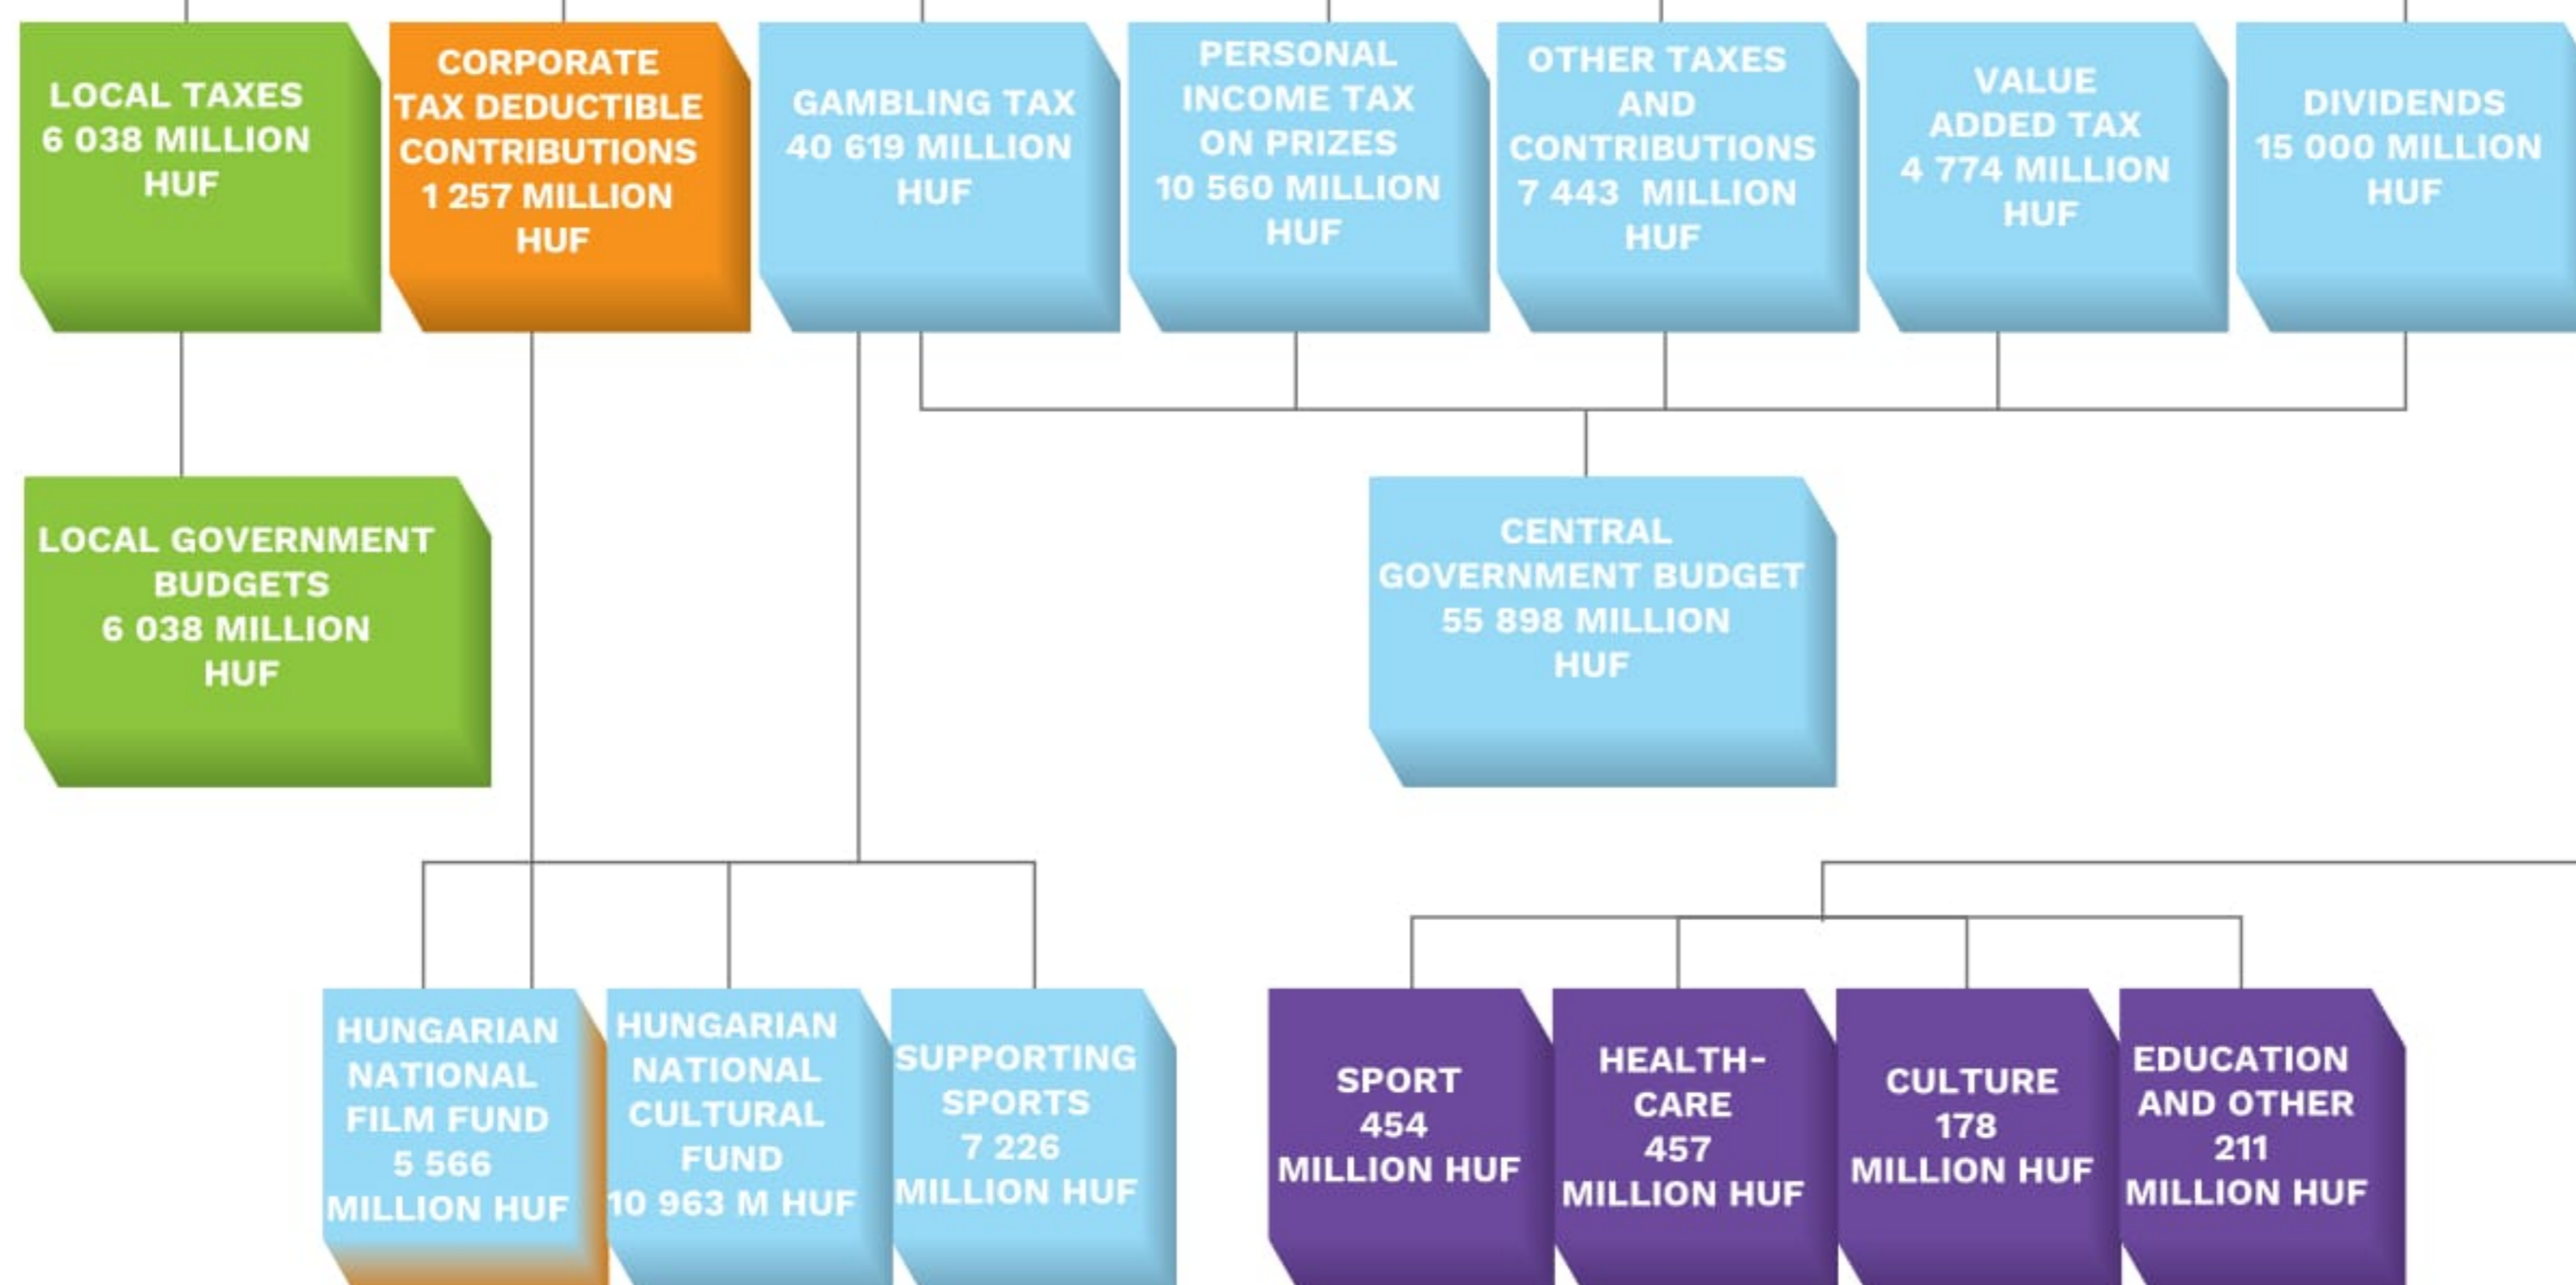 LOCAL TAXES
6 038 MILLION
HUF
CORPORATE
TAX DEDUCTIBLE
CONTRIBUTIONS
1 257 MILLION
HUF
GAMBLING TAX
40 619 MILLION
HUF
PERSONAL
INCOME TAX
ON PRIZES
10 560 MILLION
HUF
OTHER TAXES
AND
CONTRIBUTIONS
7 443 MILLION
HUF
VALUE
ADDED TAX
4 774 MILLION
HUF
DIVIDENDS
15 000 MILLION
HUF
LOCAL GOVERNMENT
BUDGETS
6 038 MILLION
HUF
CENTRAL
GOVERNMENT BUDGET
55 898 MILLION
HUF
HUNGARIAN
NATIONAL
FILM FUND
5 566
MILLION HUF
HUNGARIAN
NATIONAL
CULTURAL
FUND
10 963 M HUF
SUPPORTING
SPORTS
7 226
MILLION HUF
SPORT
454
MILLION HUF
HEALTH-
CARE
457
MILLION HUF
CULTURE
178
MILLION HUF
EDUCATION
AND OTHER
211
MILLION HUF